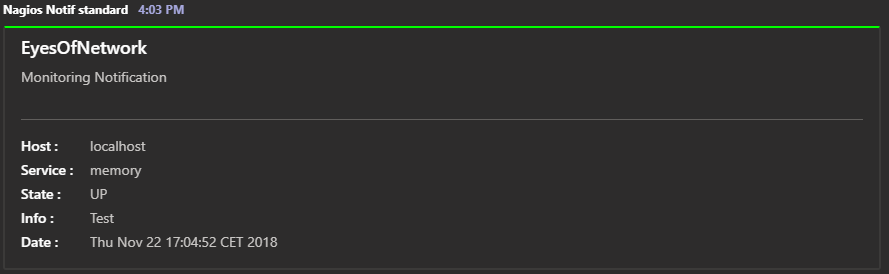 Nagios Notif standard 4:03 PM
EyesOfNetwork
Monitoring Notification
Host : localhost
Service : memory
State : UP
Info : Test
Date : Thu Nov 22 17:04:52 CET 2018